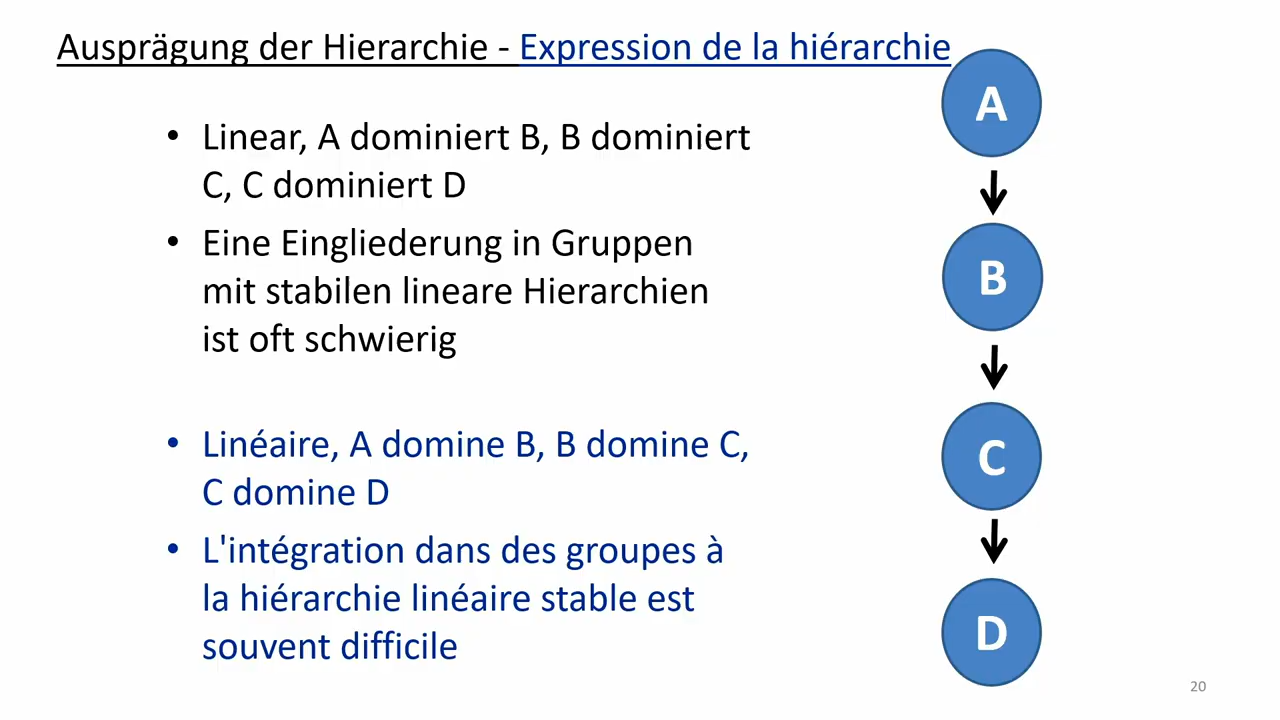 Ausprägung der Hierarchie - Expression de la hiérarchie
• Linear, A dominiert B, B dominiert
C, C dominiert D
• Eine Eingliederung in Gruppen
mit stabilen lineare Hierarchien
ist oft schwierig
• Linéaire, A domine B, B domine C,
C domine D
• L'intégration dans des groupes à
la hiérarchie linéaire stable est
souvent difficile
A
B
C
D
20